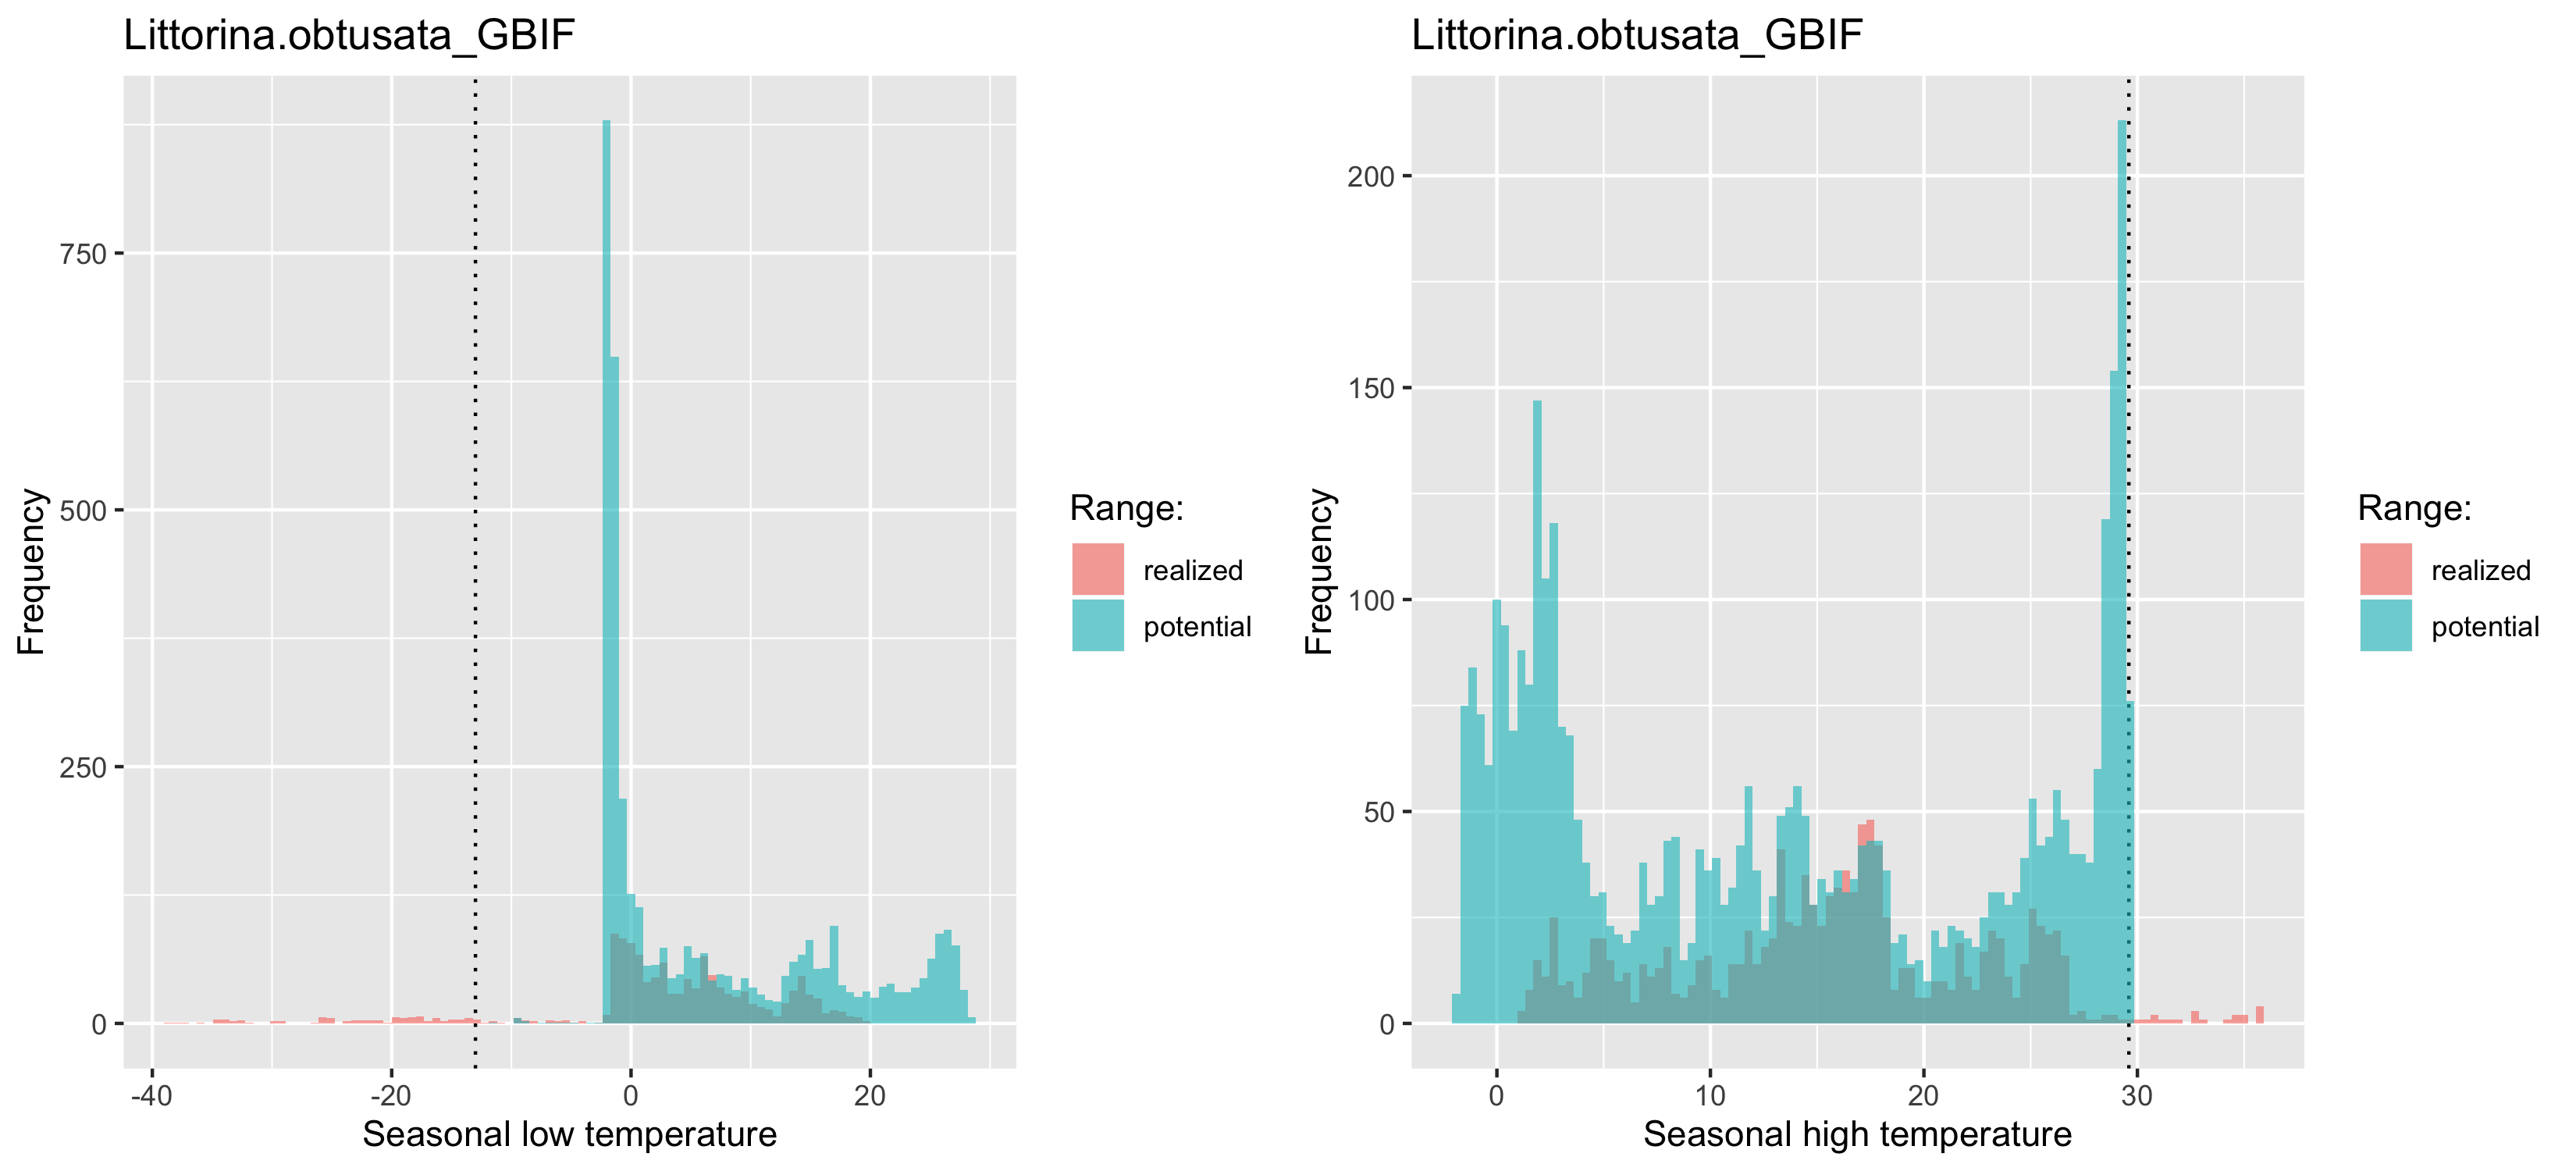 Littorina.obtusata_GBIF
750
500
250
0
Frequency
-40
-20
0
20
Seasonal low temperature
Range:
realized
potential
Littorina.obtusata_GBIF
200
150
100
50
0
Frequency
0
10
20
30
Seasonal high temperature
Range:
realized
potential